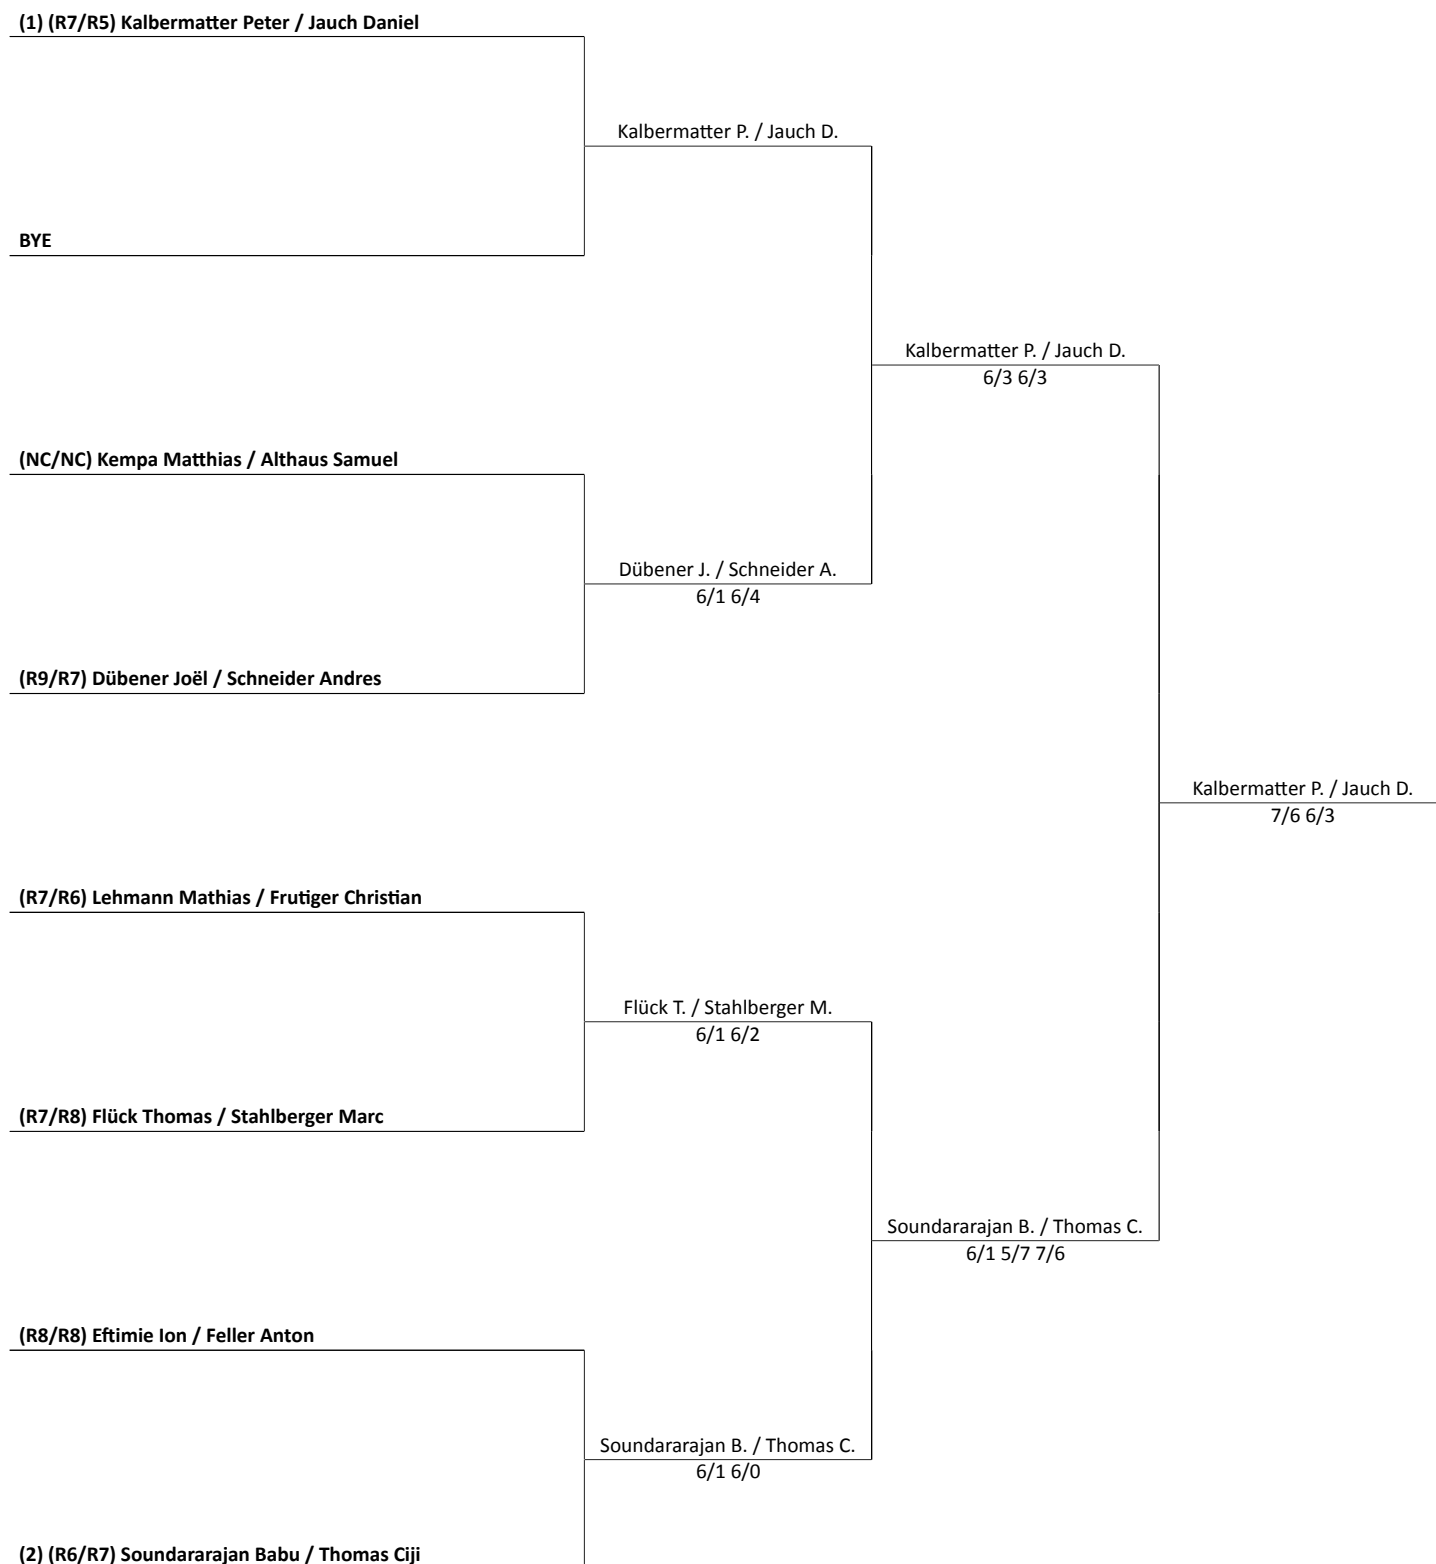 (1) (R7/R5) Kalbermatter Peter / Jauch Daniel
Kalbermatter P. / Jauch D.
BYE
Kalbermatter P. / Jauch D.
6/3 6/3
(NC/NC) Kempa Matthias / Althaus Samuel
Dübener J. / Schneider A.
6/1 6/4
(R9/R7) Dübener Joël / Schneider Andres
Kalbermatter P. / Jauch D.
7/6 6/3
(R7/R6) Lehmann Mathias / Frutiger Christian
Flück T. / Stahlberger M.
6/1 6/2
(R7/R8) Flück Thomas / Stahlberger Marc
Soundararajan B. / Thomas C.
6/1 5/7 7/6
(R8/R8) Eftimie Ion / Feller Anton
Soundararajan B. / Thomas C.
6/1 6/0
(2) (R6/R7) Soundararajan Babu / Thomas Ciji